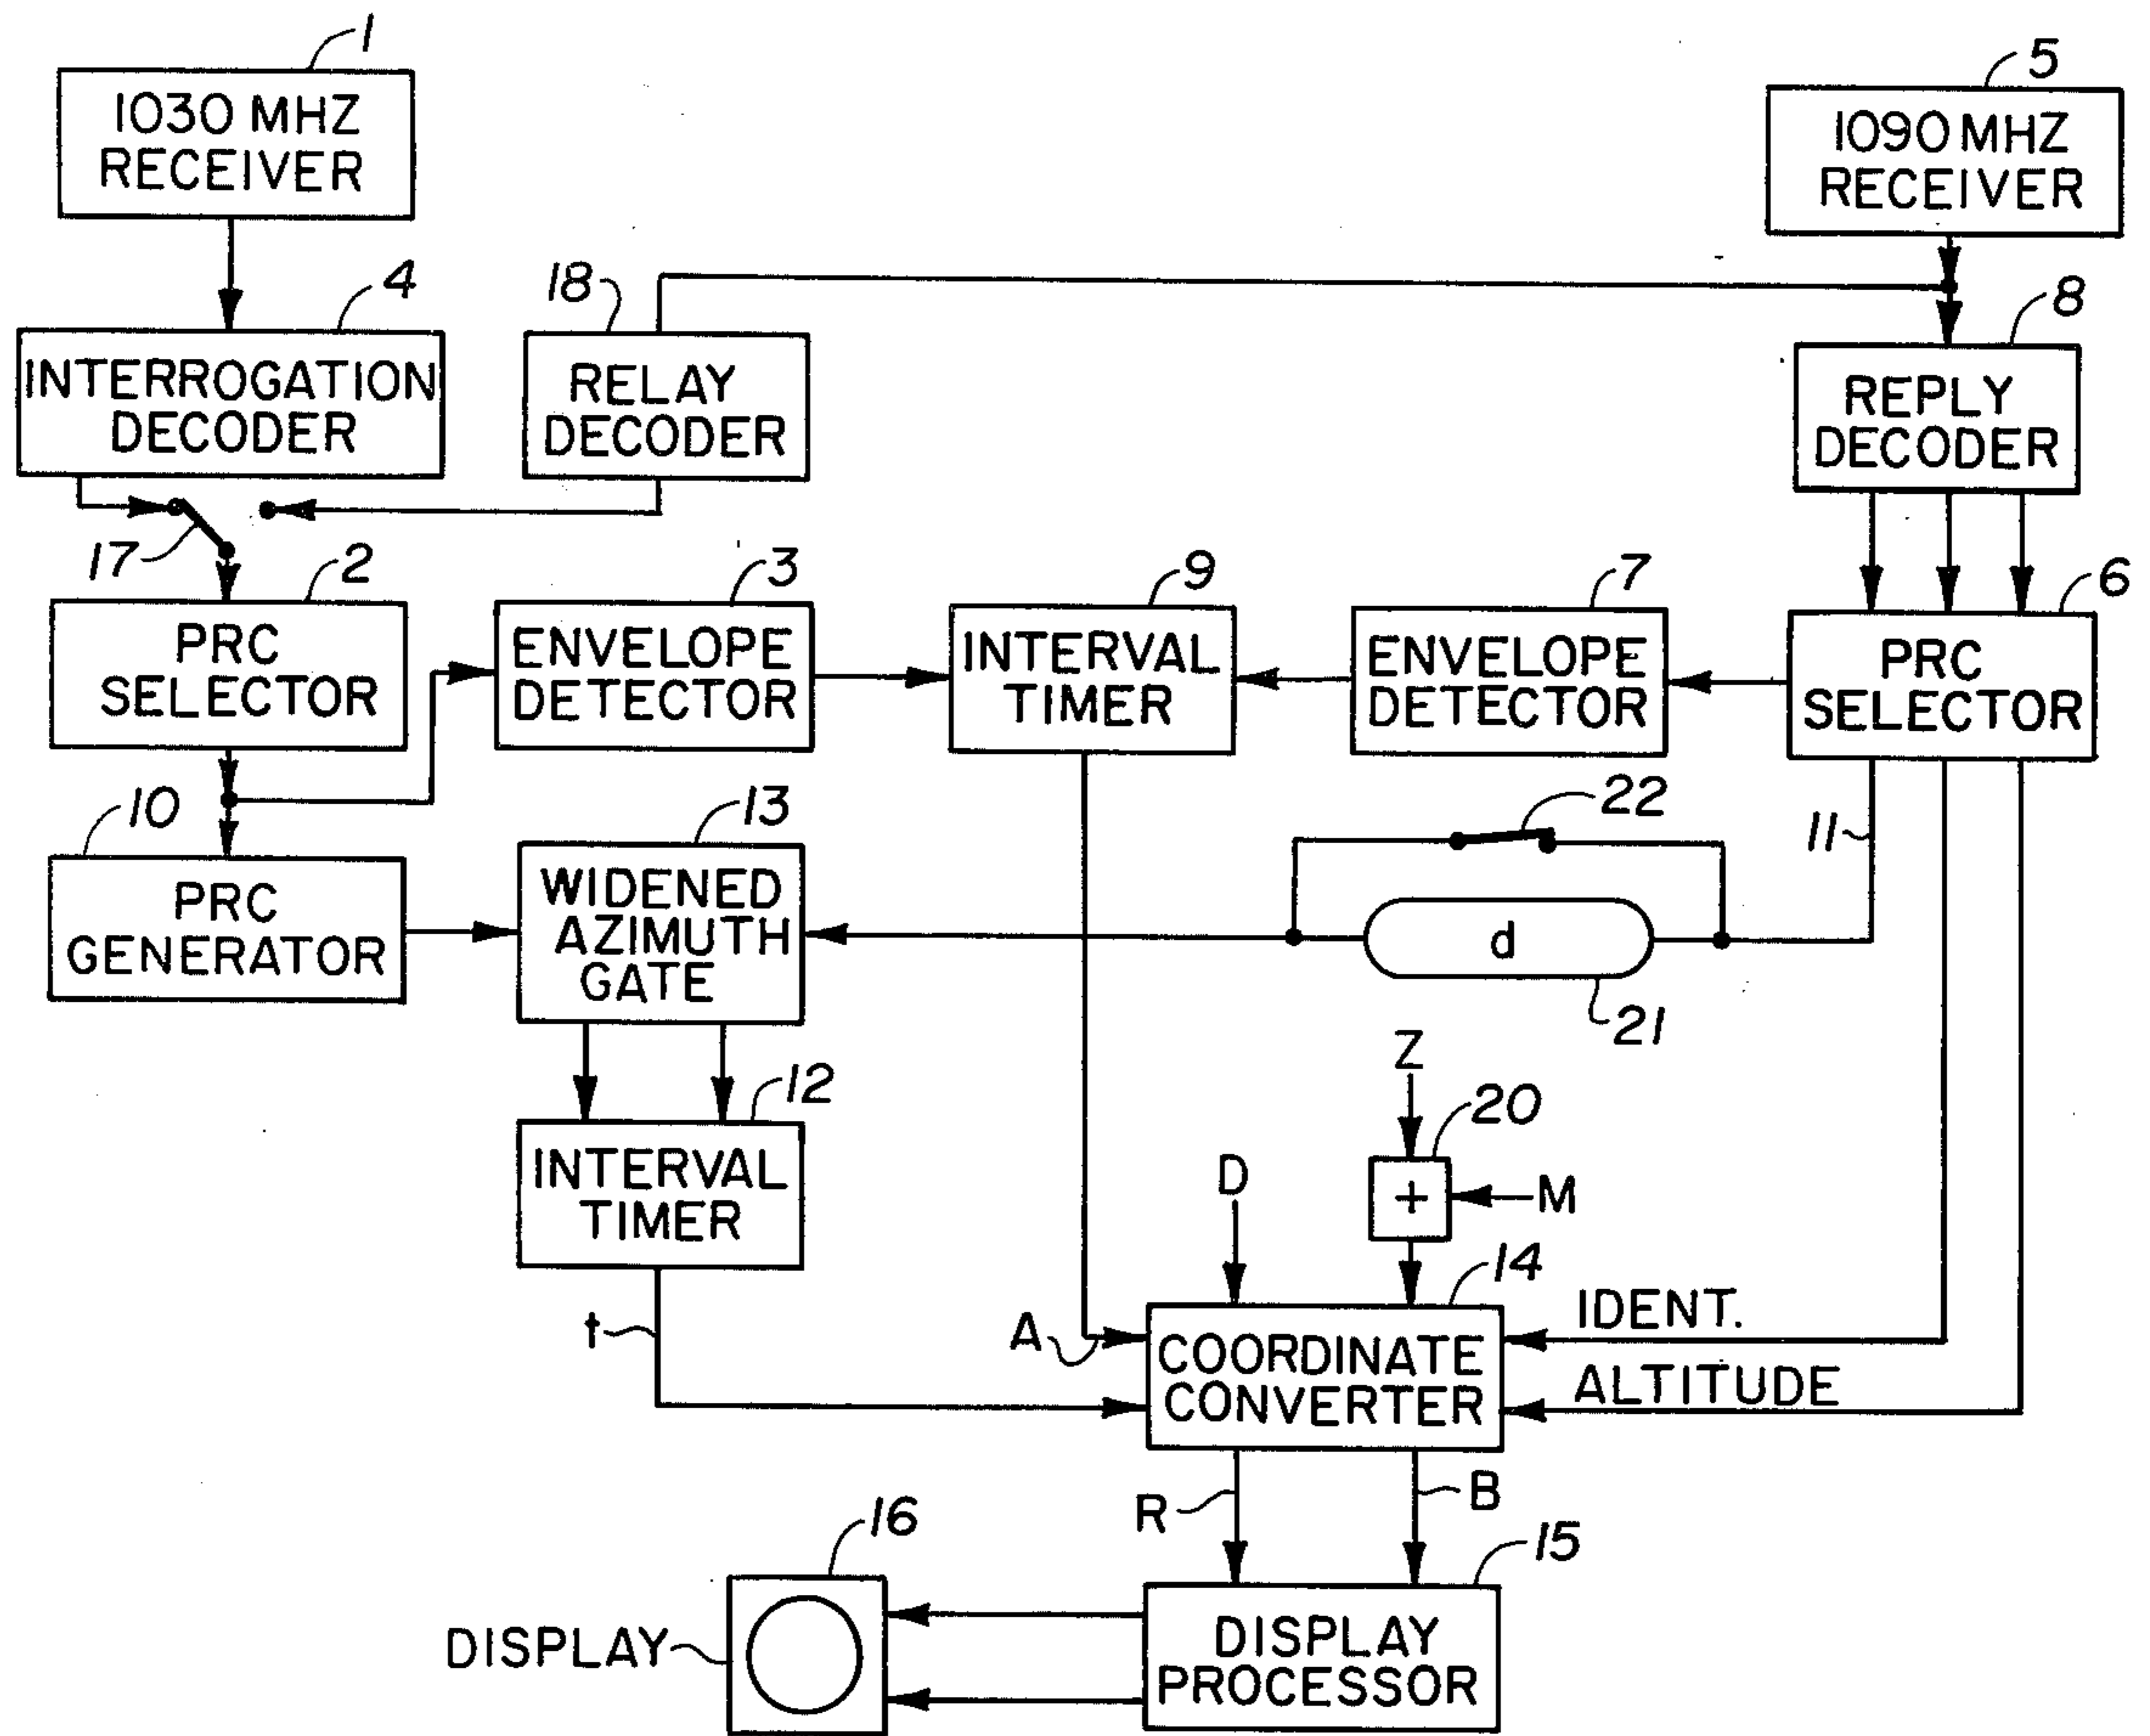 1
1030 MHZ
RECEIVER
5
1090 MHZ
RECEIVER
4
INTERROGATION
DECODER
18
RELAY
DECODER
8
REPLY
DECODER
17
2
PRC
SELECTOR
3
ENVELOPE
DETECTOR
9
INTERVAL
TIMER
7
ENVELOPE
DETECTOR
6
PRC
SELECTOR
10
PRC
GENERATOR
13
WIDENED
AZIMUTH
GATE
22
11
d
21
12
INTERVAL
TIMER
Z
20
+
M
D
14
t
A
COORDINATE
CONVERTER
IDENT.
ALTITUDE
R
B
16
DISPLAY
15
DISPLAY
PROCESSOR